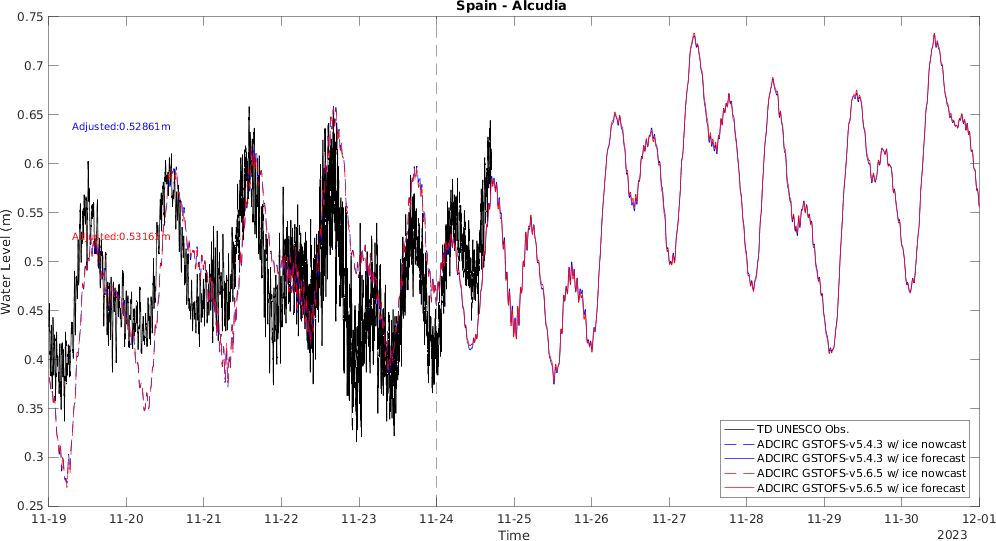 Spain - Alcudia
0.75
0.7
0.65
0.6
0.55
0.5
0.45
0.4
0.35
0.3
0.25
Water Level (m)
Adjusted:0.52861m
Adjusted:0.53161m
TD UNESCO Obs.
ADCIRC GSTOFS-v5.4.3 w/ ice nowcast
ADCIRC GSTOFS-v5.4.3 w/ ice forecast
ADCIRC GSTOFS-v5.6.5 w/ ice nowcast
ADCIRC GSTOFS-v5.6.5 w/ ice forecast
11-19 11-20 11-21 11-22 11-23 11-24 11-25 11-26 11-27 11-28 11-29 11-30 12-01
Time
2023